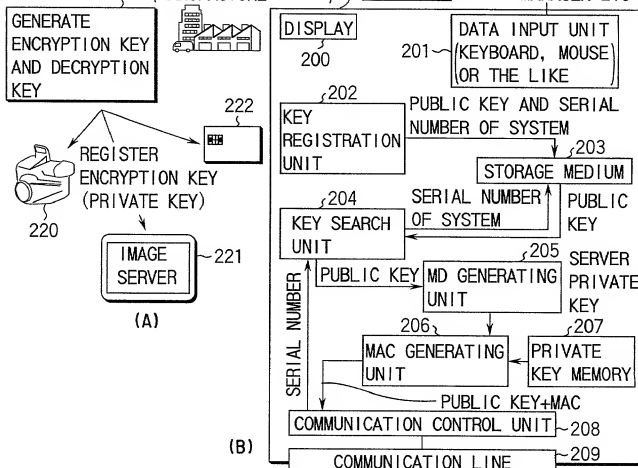 GENERATE
ENCRYPTION KEY
AND DECRYPTION
KEY
222
REGISTER
ENCRYPTION KEY
(PRIVATE KEY)
220
IMAGE
SERVER
221
(A)
DISPLAY
200
201
DATA INPUT UNIT
(KEYBOARD, MOUSE
OR THE LIKE)
202
KEY
REGISTRATION
UNIT
PUBLIC KEY AND SERIAL
NUMBER OF SYSTEM
203
STORAGE MEDIUM
204
KEY SEARCH
UNIT
SERIAL NUMBER
OF SYSTEM
PUBLIC
KEY
205
PUBLIC KEY
MD GENERATING
UNIT
SERVER
PRIVATE
KEY
206
207
MAC GENERATING
UNIT
PRIVATE
KEY MEMORY
SERIAL NUMBER
PUBLIC KEY+MAC
COMMUNICATION CONTROL UNIT
208
(B)
209
COMMUNICATION LINE